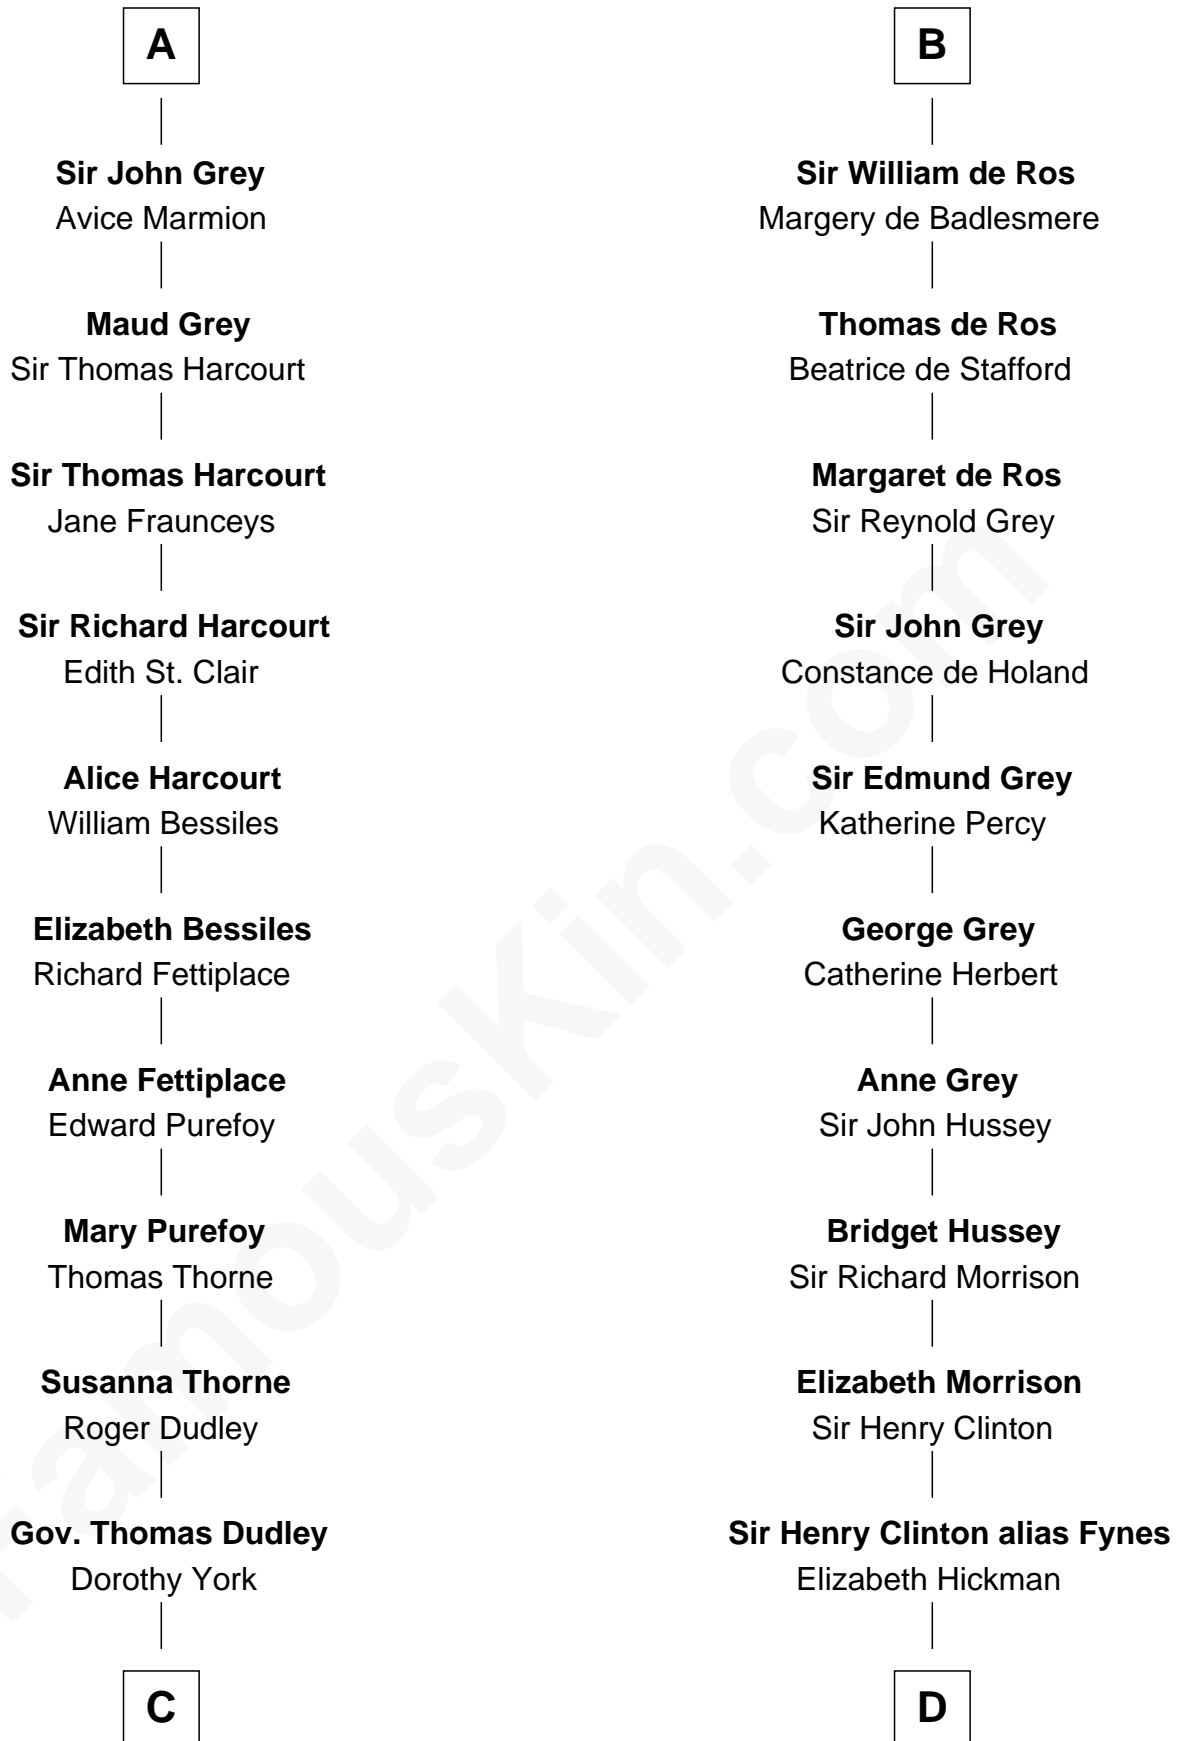 A
Sir John Grey
Avice Marmion
Maud Grey
Sir Thomas Harcourt
Sir Thomas Harcourt
Jane Fraunceys
Sir Richard Harcourt
Edith St. Clair
Alice Harcourt
William Bessiles
Elizabeth Bessiles
Richard Fettiplace
Anne Fettiplace
Edward Purefoy
Mary Purefoy
Thomas Thorne
Susanna Thorne
Roger Dudley
Gov. Thomas Dudley
Dorothy York
C
B
Sir William de Ros
Margery de Badlesmere
Thomas de Ros
Beatrice de Stafford
Margaret de Ros
Sir Reynold Grey
Sir John Grey
Constance de Holand
Sir Edmund Grey
Katherine Percy
George Grey
Catherine Herbert
Anne Grey
Sir John Hussey
Bridget Hussey
Sir Richard Morrison
Elizabeth Morrison
Sir Henry Clinton
Sir Henry Clinton alias Fynes
Elizabeth Hickman
D
FamousKin.com